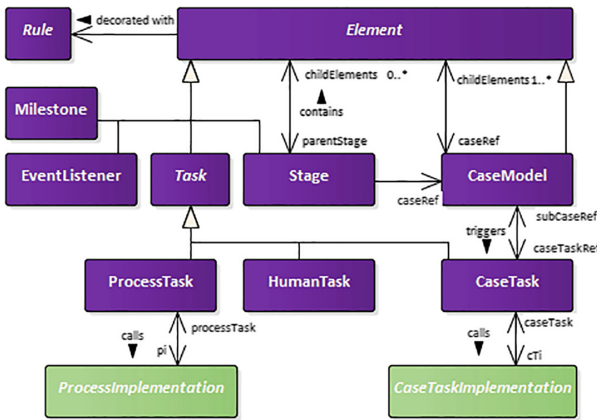 Rule
decorated with
Element
childElements 0..*
childElements 1..*
contains
Milestone
parentStage
caseRef
EventListener
Task
Stage
CaseModel
caseRef
subCaseRef
triggers
caseTaskRef
ProcessTask
HumanTask
CaseTask
processTask
caseTask
calls
calls
pi
cTi
ProcessImplementation
CaseTaskImplementation